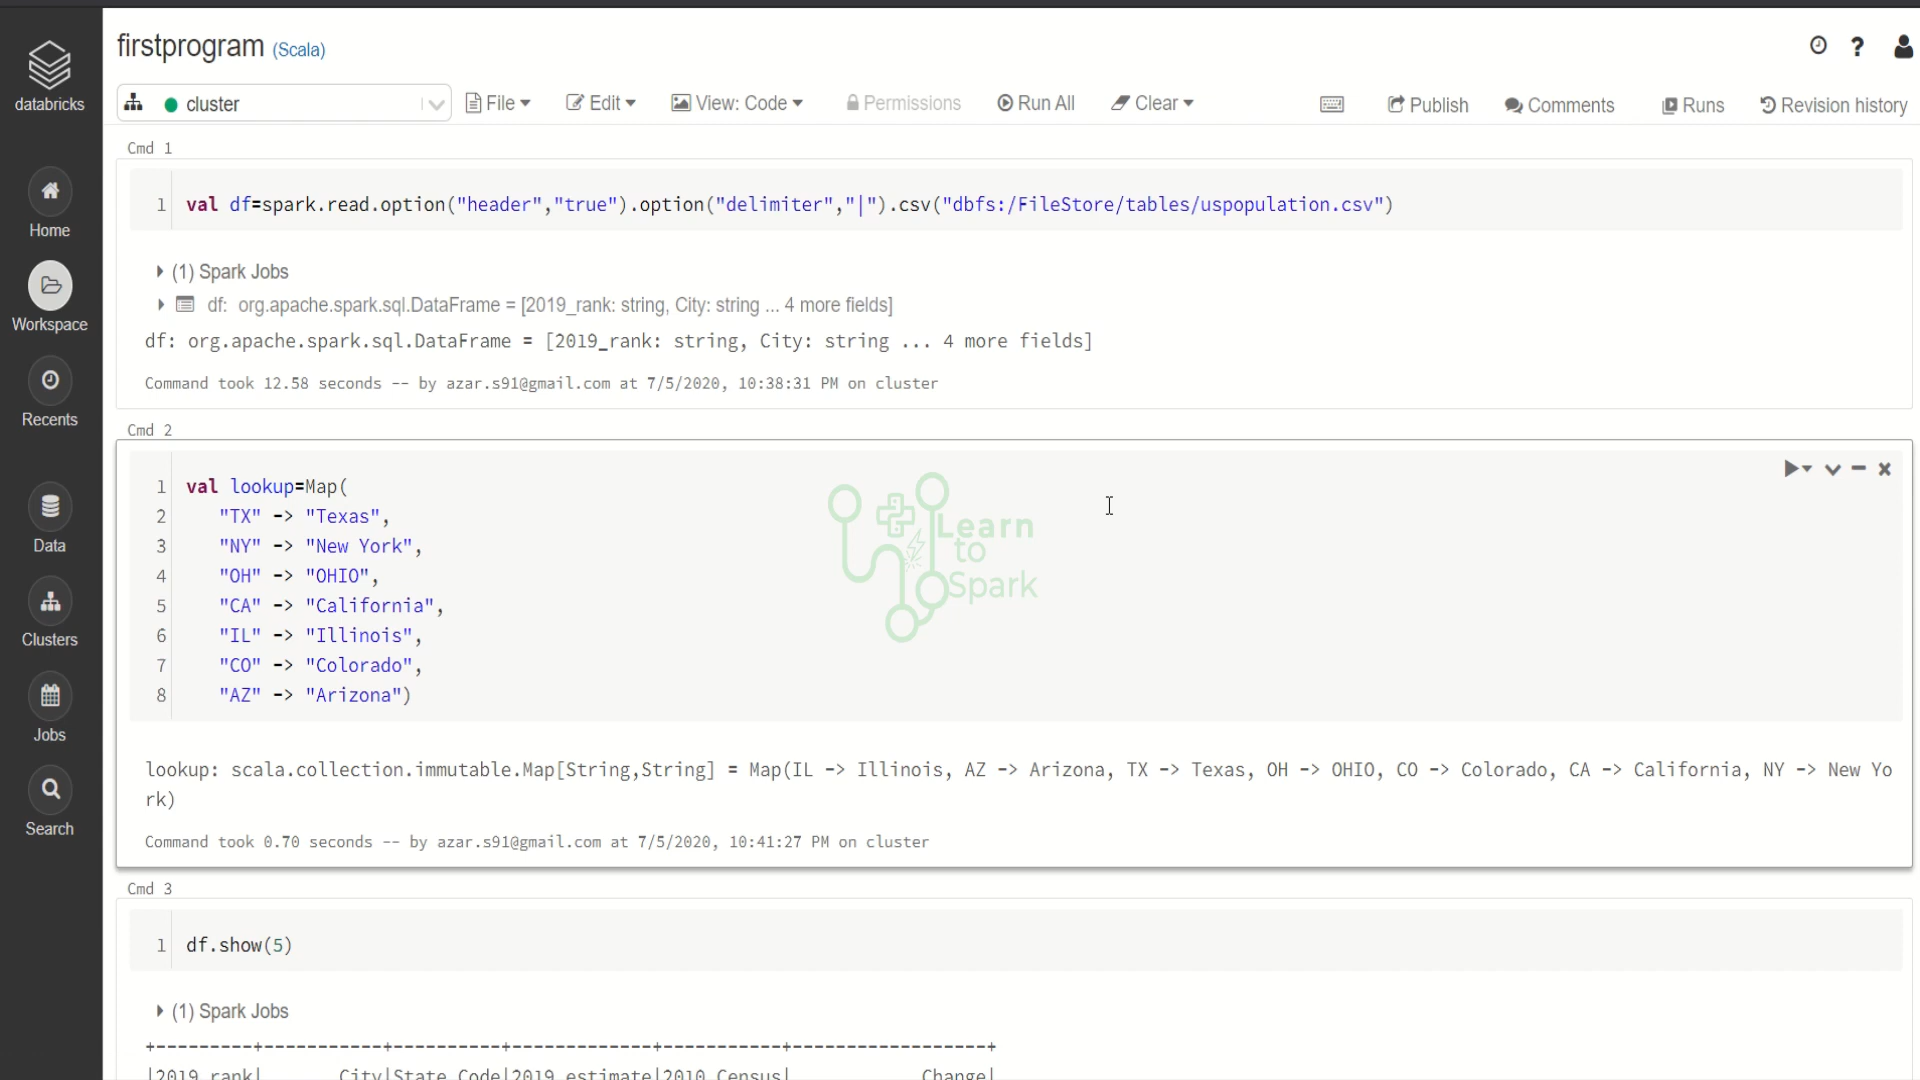 firstprogram (Scala)
databricks
cluster
File
Edit
View: Code
Permissions
Run All
Clear
Publish
Comments
Runs
Revision history
Home
Workspace
Recents
Data
Clusters
Jobs
Search
Cmd 1
1 val df=spark.read.option("header","true").option("delimiter","|").csv("dbfs:/FileStore/tables/uspopulation.csv")
(1) Spark Jobs
df: org.apache.spark.sql.DataFrame = [2019_rank: string, City: string ... 4 more fields]
df: org.apache.spark.sql.DataFrame = [2019_rank: string, City: string ... 4 more fields]
Command took 12.58 seconds -- by azar.s91@gmail.com at 7/5/2020, 10:38:31 PM on cluster
Cmd 2
1 val lookup=Map(
2 "TX" -> "Texas",
3 "NY" -> "New York",
4 "OH" -> "OHIO",
5 "CA" -> "California",
6 "IL" -> "Illinois",
7 "CO" -> "Colorado",
8 "AZ" -> "Arizona")
Learn
to
Spark
lookup: scala.collection.immutable.Map[String,String] = Map(IL -> Illinois, AZ -> Arizona, TX -> Texas, OH -> OHIO, CO -> Colorado, CA -> California, NY -> New Yo
rk)
Command took 0.70 seconds -- by azar.s91@gmail.com at 7/5/2020, 10:41:27 PM on cluster
Cmd 3
1 df.show(5)
(1) Spark Jobs
+---------+-----------+----------+-------------+-----------+------------------+
|2019_rank| City|State_Code|2019_estimate|2010_Census| Change|